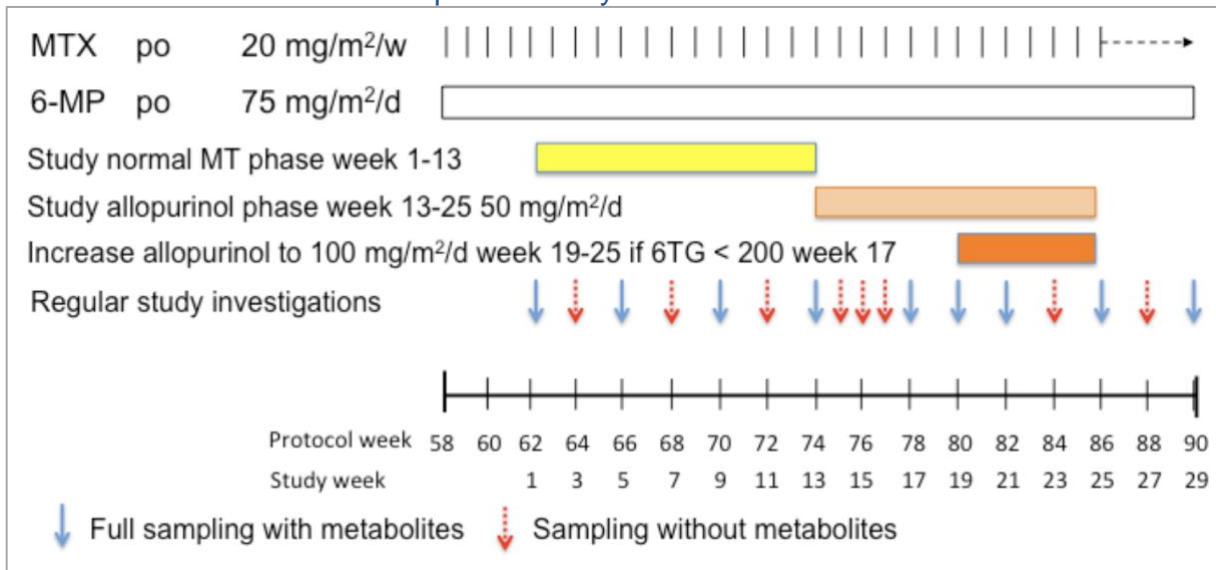 MTX po 20 mg/m²/w
6-MP po 75 mg/m²/d
Study normal MT phase week 1-13
Study allopurinol phase week 13-25 50 mg/m²/d
Increase allopurinol to 100 mg/m²/d week 19-25 if 6TG < 200 week 17
Regular study investigations
Protocol week 58 60 62 64 66 68 70 72 74 76 78 80 82 84 86 88 90
Study week 1 3 5 7 9 11 13 15 17 19 21 23 25 27 29
Full sampling with metabolites Sampling without metabolites